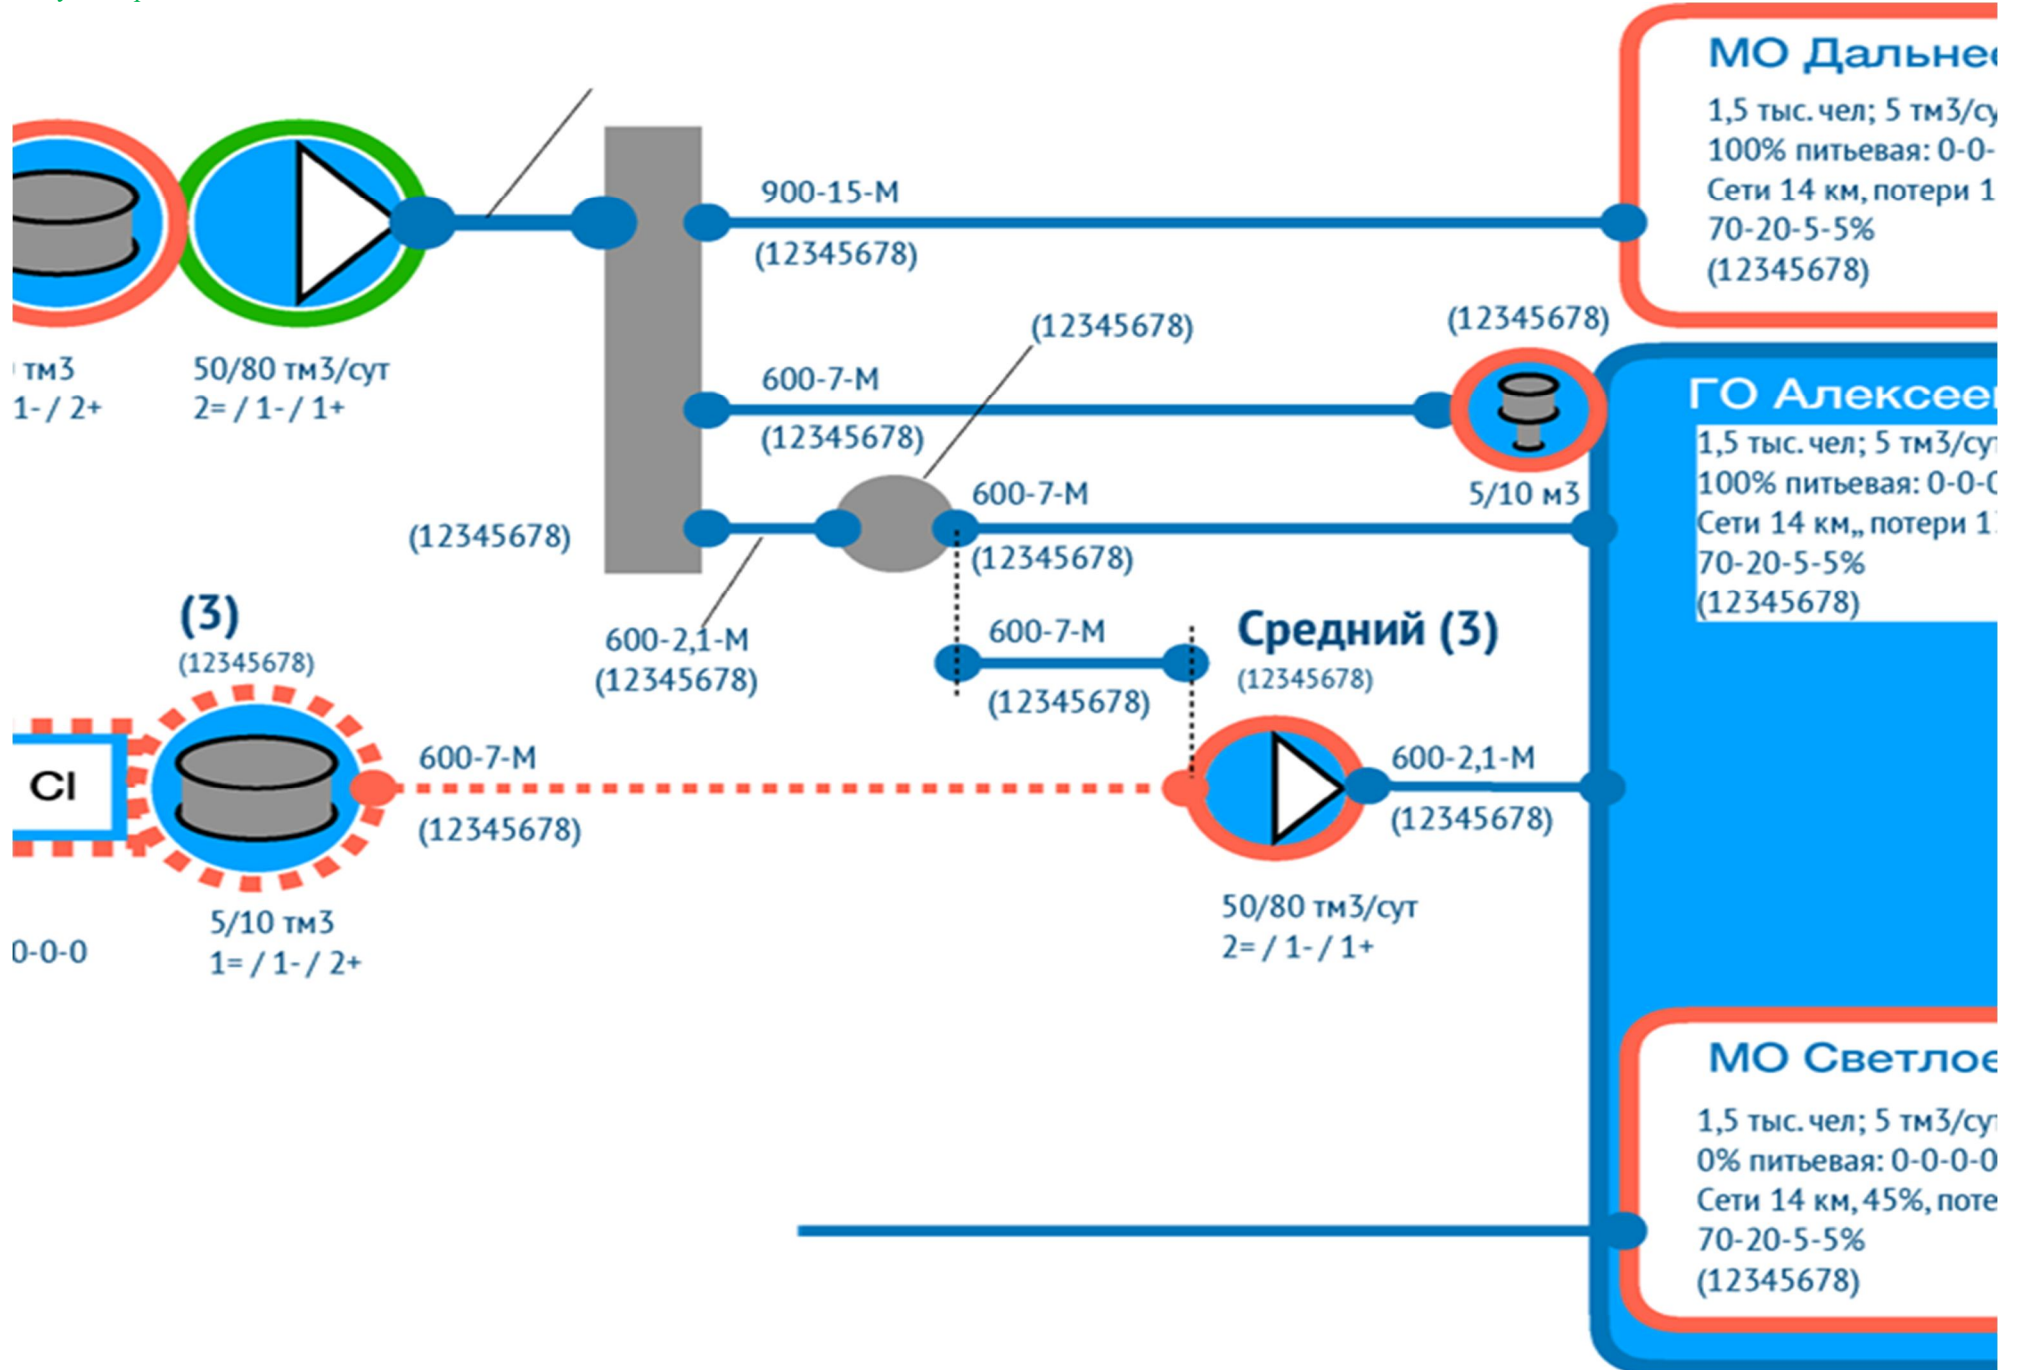 МО Дальнее
1,5 тыс. чел; 5 тм3/су
100% питьевая: 0-0-
Сети 14 км, потери 1
70-20-5-5%
(12345678)
900-15-М
(12345678)
(12345678)
(12345678)
тм3
1- / 2+
50/80 тм3/сут
2= / 1- / 1+
600-7-М
(12345678)
5/10 м3
ГО Алексее
1,5 тыс. чел; 5 тм3/сут
100% питьевая: 0-0-0
Сети 14 км,, потери 1
70-20-5-5%
(12345678)
600-7-М
(12345678)
(12345678)
600-2,1-М
(12345678)
600-7-М
(12345678)
(3)
(12345678)
Средний (3)
(12345678)
CI
600-7-М
(12345678)
600-2,1-М
(12345678)
5/10 тм3
1= / 1- / 2+
0-0-0
50/80 тм3/сут
2= / 1- / 1+
МО Светлое
1,5 тыс. чел; 5 тм3/сут
0% питьевая: 0-0-0-0
Сети 14 км, 45%, поте
70-20-5-5%
(12345678)